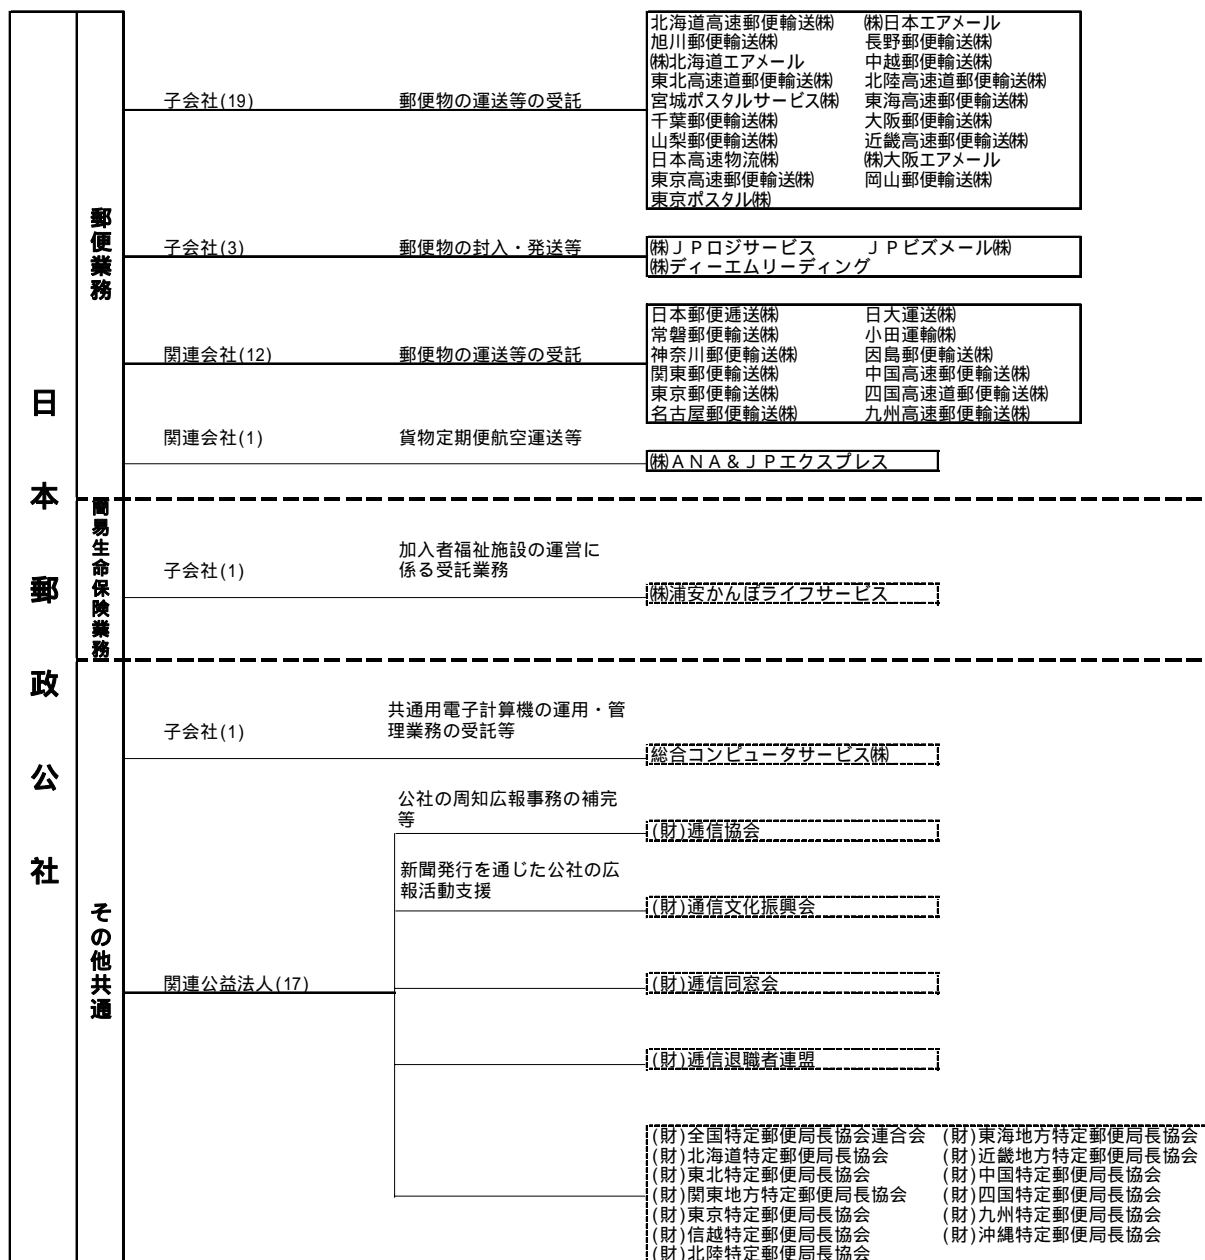 日本郵政公社
郵便業務
子会社(19)
郵便物の運送等の受託
北海道高速郵便輸送㈱ ㈱日本エアメール
旭川郵便輸送㈱ 長野郵便輸送㈱
㈱北海道エアメール 中越郵便輸送㈱
東北高速道郵便輸送㈱ 北陸高速道郵便輸送㈱
宮城ポスタルサービス㈱ 東海高速郵便輸送㈱
千葉郵便輸送㈱ 大阪郵便輸送㈱
山梨郵便輸送㈱ 近畿高速郵便輸送㈱
日本高速物流㈱ ㈱大阪エアメール
東京高速郵便輸送㈱ 岡山郵便輸送㈱
東京ポスタル㈱
子会社(3)
郵便物の封入・発送等
㈱ＪＰロジサービス ＪＰビズメール㈱
㈱ディーエムリーディング
関連会社(12)
郵便物の運送等の受託
日本郵便逓送㈱ 日大運送㈱
常磐郵便輸送㈱ 小田運輸㈱
神奈川郵便輸送㈱ 因島郵便輸送㈱
関東郵便輸送㈱ 中国高速郵便輸送㈱
東京郵便輸送㈱ 四国高速道郵便輸送㈱
名古屋郵便輸送㈱ 九州高速郵便輸送㈱
関連会社(1)
貨物定期便航空運送等
㈱ＡＮＡ＆ＪＰエクスプレス
簡易生命保険業務
子会社(1)
加入者福祉施設の運営に
係る受託業務
㈱浦安かんぽライフサービス
その他共通
子会社(1)
共通用電子計算機の運用・管
理業務の受託等
総合コンピュータサービス㈱
関連公益法人(17)
公社の周知広報事務の補完
等
(財)逓信協会
新聞発行を通じた公社の広
報活動支援
(財)通信文化振興会
(財)逓信同窓会
(財)逓信退職者連盟
(財)全国特定郵便局長協会連合会 (財)東海地方特定郵便局長協会
(財)北海道特定郵便局長協会 (財)近畿地方特定郵便局長協会
(財)東北特定郵便局長協会 (財)中国特定郵便局長協会
(財)関東地方特定郵便局長協会 (財)四国特定郵便局長協会
(財)東京特定郵便局長協会 (財)九州特定郵便局長協会
(財)信越特定郵便局長協会 (財)沖縄特定郵便局長協会
(財)北陸特定郵便局長協会